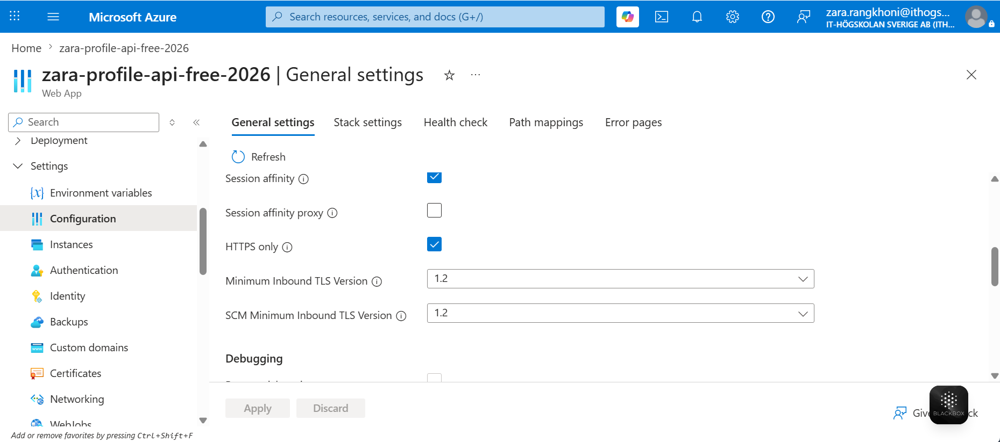 Microsoft Azure
Search resources, services, and docs (G+/)
zara.rangkhoni@ithogs...
IT-HÖGSKOLAN SVERIGE AB (ITH...
Home > zara-profile-api-free-2026
zara-profile-api-free-2026 | General settings
Web App
Search
General settings
Stack settings
Health check
Path mappings
Error pages
Refresh
Deployment
Settings
Environment variables
Configuration
Instances
Authentication
Identity
Backups
Custom domains
Certificates
Networking
WebJobs
Add or remove favorites by pressing Ctrl+Shift+F
Session affinity
Session affinity proxy
HTTPS only
Minimum Inbound TLS Version
1.2
SCM Minimum Inbound TLS Version
1.2
Debugging
Apply
Discard
Give
BLACKBOX
ck